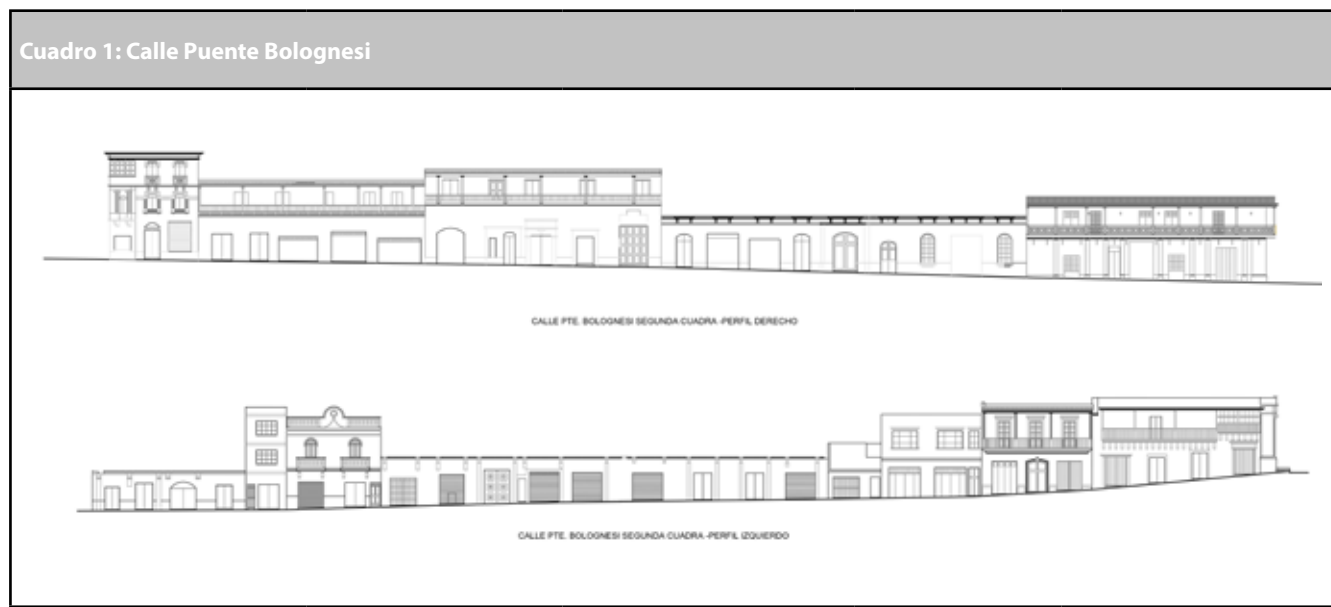 Cuadro 1: Calle Puente Bolognesi
CALLE PTE. BOLOGNESI SEGUNDA CUADRA -PERFIL DERECHO
CALLE PTE. BOLOGNESI SEGUNDA CUADRA -PERFIL IZQUIERDO